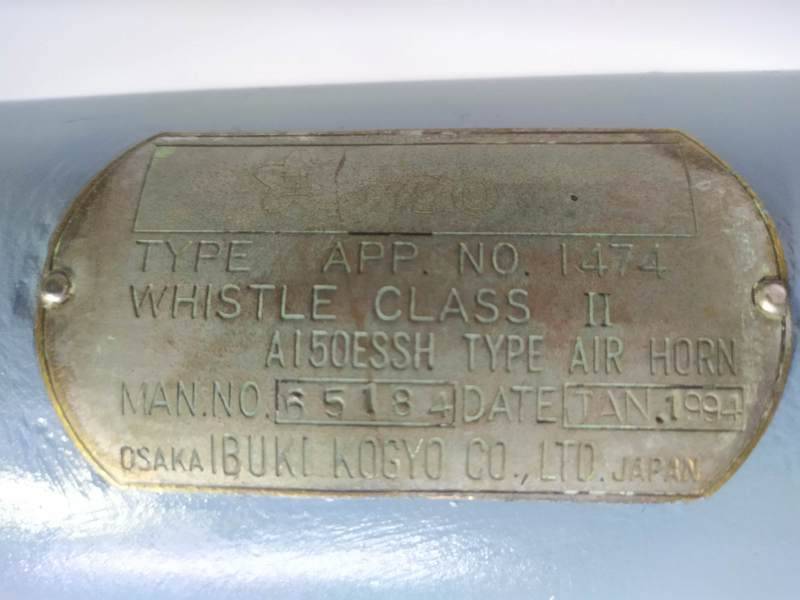 TYPE APP. NO. 1474
WHISTLE CLASS II
A150ESSH TYPE AIR HORN
MAN.NO. 65184 DATE JAN.1994
OSAKA IBUKI KOGYO CO., LTD. JAPAN